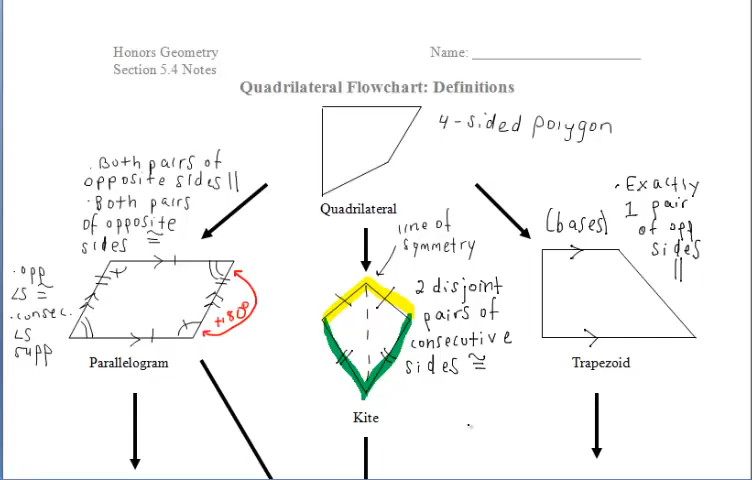 Honors Geometry
Name:
Section 5.4 Notes
Quadrilateral Flowchart: Definitions
4-sided polygon
Quadrilateral
· Both pairs of
opposite sides ||
· Both pairs
of opposite
sides ≅
· opp
∠s ≅
· consec.
∠s
supp
180°
Parallelogram
line of
symmetry
2 disjoint
pairs of
consecutive
sides ≅
Kite
· Exactly
1 pair
of opp
sides
||
(bases)
Trapezoid